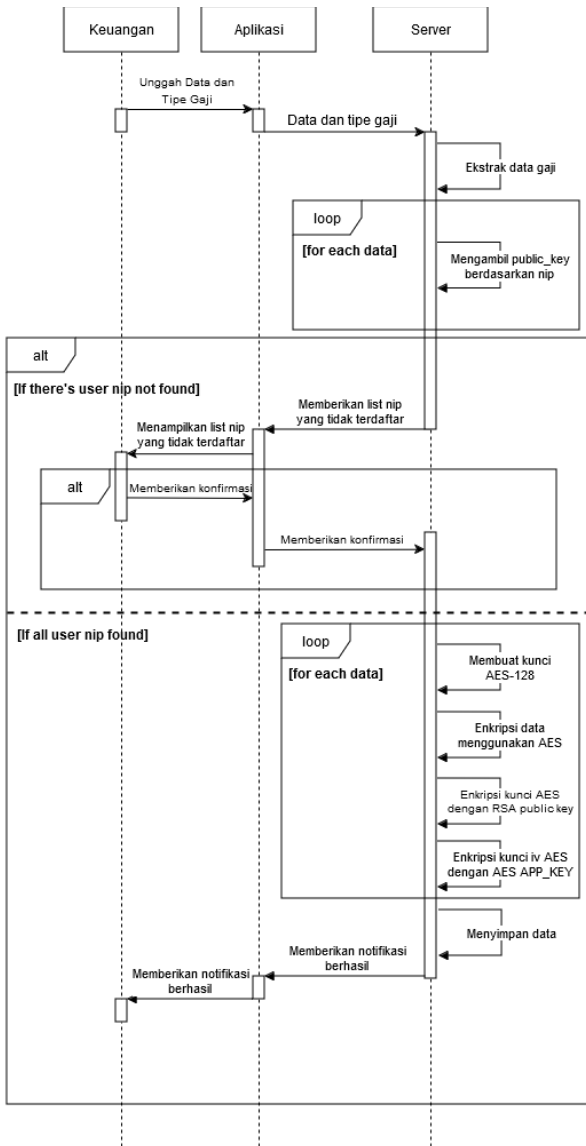 Keuangan
Aplikasi
Server
Unggah Data dan
Tipe Gaji
Data dan tipe gaji
Ekstrak data gaji
loop
[for each data]
Mengambil public_key
berdasarkan nip
alt
[If there's user nip not found]
Memberikan list nip
yang tidak terdaftar
Menampilkan list nip
yang tidak terdaftar
alt
Memberikan konfirmasi
Memberikan konfirmasi
[If all user nip found]
loop
[for each data]
Membuat kunci
AES-128
Enkripsi data
menggunakan AES
Enkripsi kunci AES
dengan RSA public key
Enkripsi kunci iv AES
dengan AES APP_KEY
Menyimpan data
Memberikan notifikasi
berhasil
Memberikan notifikasi
berhasil